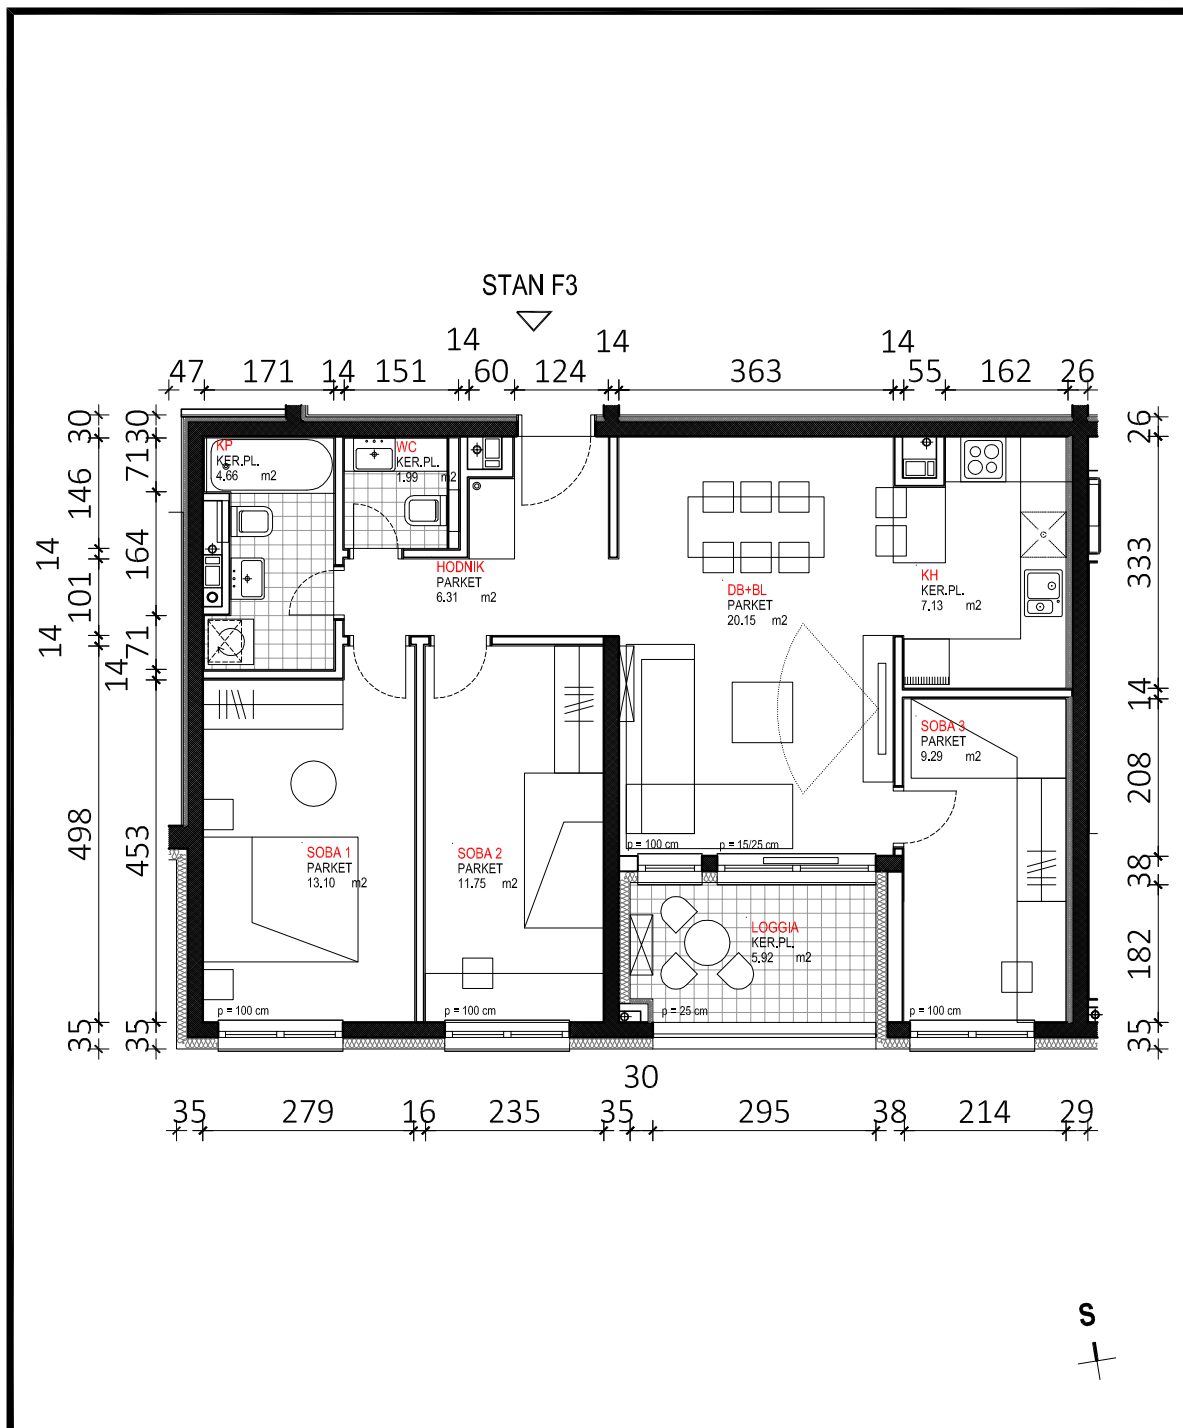 STAN F3
14
14
14
47
171
14
151
60
124
363
55
162
26
30
30
26
KP
KER.PL.
4.66 m2
WC
KER.PL.
1.99 m2
71
146
164
14
101
14
71
14
HODNIK
PARKET
6.31 m2
DB+BL
PARKET
20.15 m2
KH
KER.PL.
7.13 m2
333
14
SOBA 3
PARKET
9.29 m2
208
498
453
SOBA 1
PARKET
13.10 m2
SOBA 2
PARKET
11.75 m2
p = 100 cm
p = 15/25 cm
38
LOGGIA
KER.PL.
5.92 m2
182
p = 100 cm
p = 100 cm
p = 25 cm
p = 100 cm
35
35
35
30
35
279
16
235
35
295
38
214
29
S